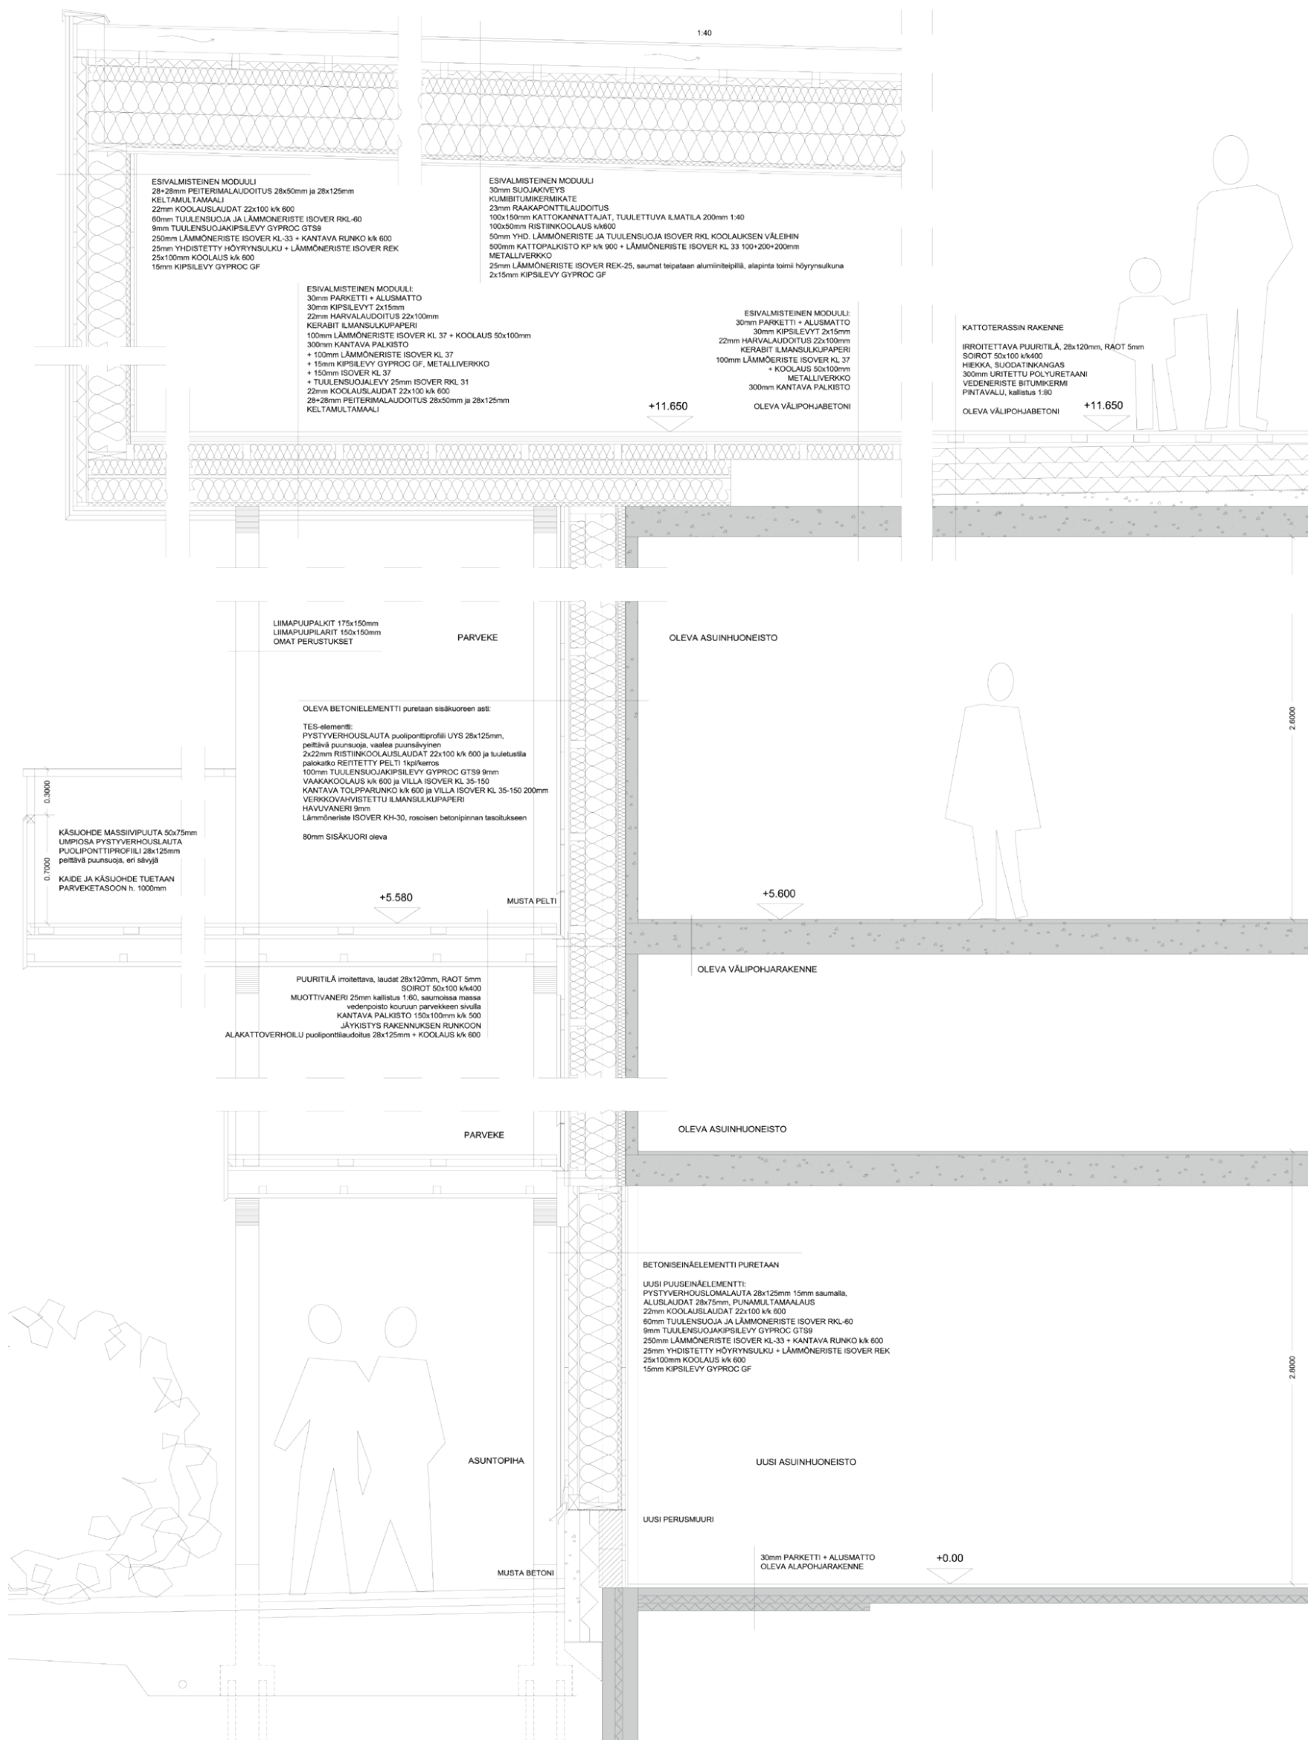 1:40
ESIVALMISTEINEN MODUULI
28+28mm PEITERIMALAUDOITUS 28x50mm ja 28x125mm
KELTAMULTAMAALI
22mm KOOLAUSLAUDAT 22x100 k/k 600
60mm TUULENSUOJA JA LÄMMÖNERISTE ISOVER RKL-60
9mm TUULENSUOJAKIPSILEVY GYPROC GTS9
250mm LÄMMÖNERISTE ISOVER KL-33 + KANTAVA RUNKO k/k 600
25mm YHDISTETTY HÖYRYNSULKU + LÄMMÖNERISTE ISOVER REK
25x100mm KOOLAUS k/k 600
15mm KIPSILEVY GYPROC GF
ESIVALMISTEINEN MODUULI
30mm SUOJAKIVEYS
KUMIBITUMIKERMIKATE
23mm RAAKAPONTTILAUDOITUS
100x150mm KATTOKANNATTAJAT, TUULETTUVA ILMATILA 200mm 1:40
100x50mm RISTIINKOOLAUS k/k600
50mm YHD. LÄMMÖNERISTE JA TUULENSUOJA ISOVER RKL KOOLAUKSEN VÄLEIHIN
500mm KATTOPALKISTO KP k/k 900 + LÄMMÖNERISTE ISOVER KL 33 100+200+200mm
METALLIVERKKO
25mm LÄMMÖNERISTE ISOVER REK-25, saumat teipataan alumiiniteipillä, alapinta toimii höyrynsulkuna
2x15mm KIPSILEVY GYPROC GF
ESIVALMISTEINEN MODUULI:
30mm PARKETTI + ALUSMATTO
30mm KIPSILEVYT 2x15mm
22mm HARVALAUDOITUS 22x100mm
KERABIT ILMANSULKUPAPERI
100mm LÄMMÖNERISTE ISOVER KL 37 + KOOLAUS 50x100mm
300mm KANTAVA PALKISTO
+ 100mm LÄMMÖNERISTE ISOVER KL 37
+ 15mm KIPSILEVY GYPROC GF, METALLIVERKKO
+ 150mm ISOVER KL 37
+ TUULENSUOJALEVY 25mm ISOVER RKL 31
22mm KOOLAUSLAUDAT 22x100 k/k 600
28+28mm PEITERIMALAUDOITUS 28x50mm ja 28x125mm
KELTAMULTAMAALI
ESIVALMISTEINEN MODUULI:
30mm PARKETTI + ALUSMATTO
30mm KIPSILEVYT 2x15mm
22mm HARVALAUDOITUS 22x100mm
KERABIT ILMANSULKUPAPERI
100mm LÄMMÖERISTE ISOVER KL 37
+ KOOLAUS 50x100mm
METALLIVERKKO
300mm KANTAVA PALKISTO
OLEVA VÄLIPOHJABETONI
+11.650
KATTOTERASSIN RAKENNE
IRROITETTAVA PUURITILÄ, 28x120mm, RAOT 5mm
SOIROT 50x100 k/k400
HIEKKA, SUODATINKANGAS
300mm URITETTU POLYURETAANI
VEDENERISTE BITUMIKERMI
PINTAVALU, kallistus 1:80
OLEVA VÄLIPOHJABETONI
+11.650
LIIMAPUUPALKIT 175x150mm
LIIMAPUUPILARIT 150x150mm
OMAT PERUSTUKSET
PARVEKE
OLEVA ASUINHUONEISTO
2.6000
OLEVA BETONIELEMENTTI puretaan sisäkuoreen asti:
TES-elementti:
PYSTYVERHOUSLAUTA puoliponttiprofiili UYS 28x125mm,
peittävä puunsuoja, vaalea puunsävyinen
2x22mm RISTIINKOOLAUSLAUDAT 22x100 k/k 600 ja tuuletustila
palokatko REI'ITETTY PELTI 1kpl/kerros
100mm TUULENSUOJAKIPSILEVY GYPROC GTS9 9mm
VAAKAKOOLAUS k/k 600 ja VILLA ISOVER KL 35-150
KANTAVA TOLPPARUNKO k/k 600 ja VILLA ISOVER KL 35-150 200mm
VERKKOVAHVISTETTU ILMANSULKUPAPERI
HAVUVANERI 9mm
Lämmöneriste ISOVER KH-30, rosoisen betonipinnan tasoitukseen
80mm SISÄKUORI oleva
0.3000
0.7000
KÄSIJOHDE MASSIIVIPUUTA 50x75mm
UMPIOSA PYSTYVERHOUSLAUTA
PUOLIPONTTIPROFIILI 28x125mm
peittävä puunsuoja, eri sävyjä
KAIDE JA KÄSIJOHDE TUETAAN
PARVEKETASOON h. 1000mm
+5.580
MUSTA PELTI
+5.600
OLEVA VÄLIPOHJARAKENNE
PUURITILÄ irroitettava, laudat 28x120mm, RAOT 5mm
SOIROT 50x100 k/k400
MUOTTIVANERI 25mm kallistus 1:60, saumoissa massa
vedenpoisto kouruun parvekkeen sivulla
KANTAVA PALKISTO 150x100mm k/k 500
JÄYKISTYS RAKENNUKSEN RUNKOON
ALAKATTOVERHOILU puoliponttilaudoitus 28x125mm + KOOLAUS k/k 600
PARVEKE
OLEVA ASUINHUONEISTO
BETONISEINÄELEMENTTI PURETAAN
UUSI PUUSEINÄELEMENTTI:
PYSTYVERHOUSLOMALAUTA 28x125mm 15mm saumalla,
ALUSLAUDAT 28x75mm, PUNAMULTAMAALAUS
22mm KOOLAUSLAUDAT 22x100 k/k 600
60mm TUULENSUOJA JA LÄMMÖNERISTE ISOVER RKL-60
9mm TUULENSUOJAKIPSILEVY GYPROC GTS9
250mm LÄMMÖNERISTE ISOVER KL-33 + KANTAVA RUNKO k/k 600
25mm YHDISTETTY HÖYRYNSULKU + LÄMMÖNERISTE ISOVER REK
25x100mm KOOLAUS k/k 600
15mm KIPSILEVY GYPROC GF
2.8000
ASUNTOPIHA
UUSI ASUINHUONEISTO
UUSI PERUSMUURI
MUSTA BETONI
30mm PARKETTI + ALUSMATTO
OLEVA ALAPOHJARAKENNE
+0.00